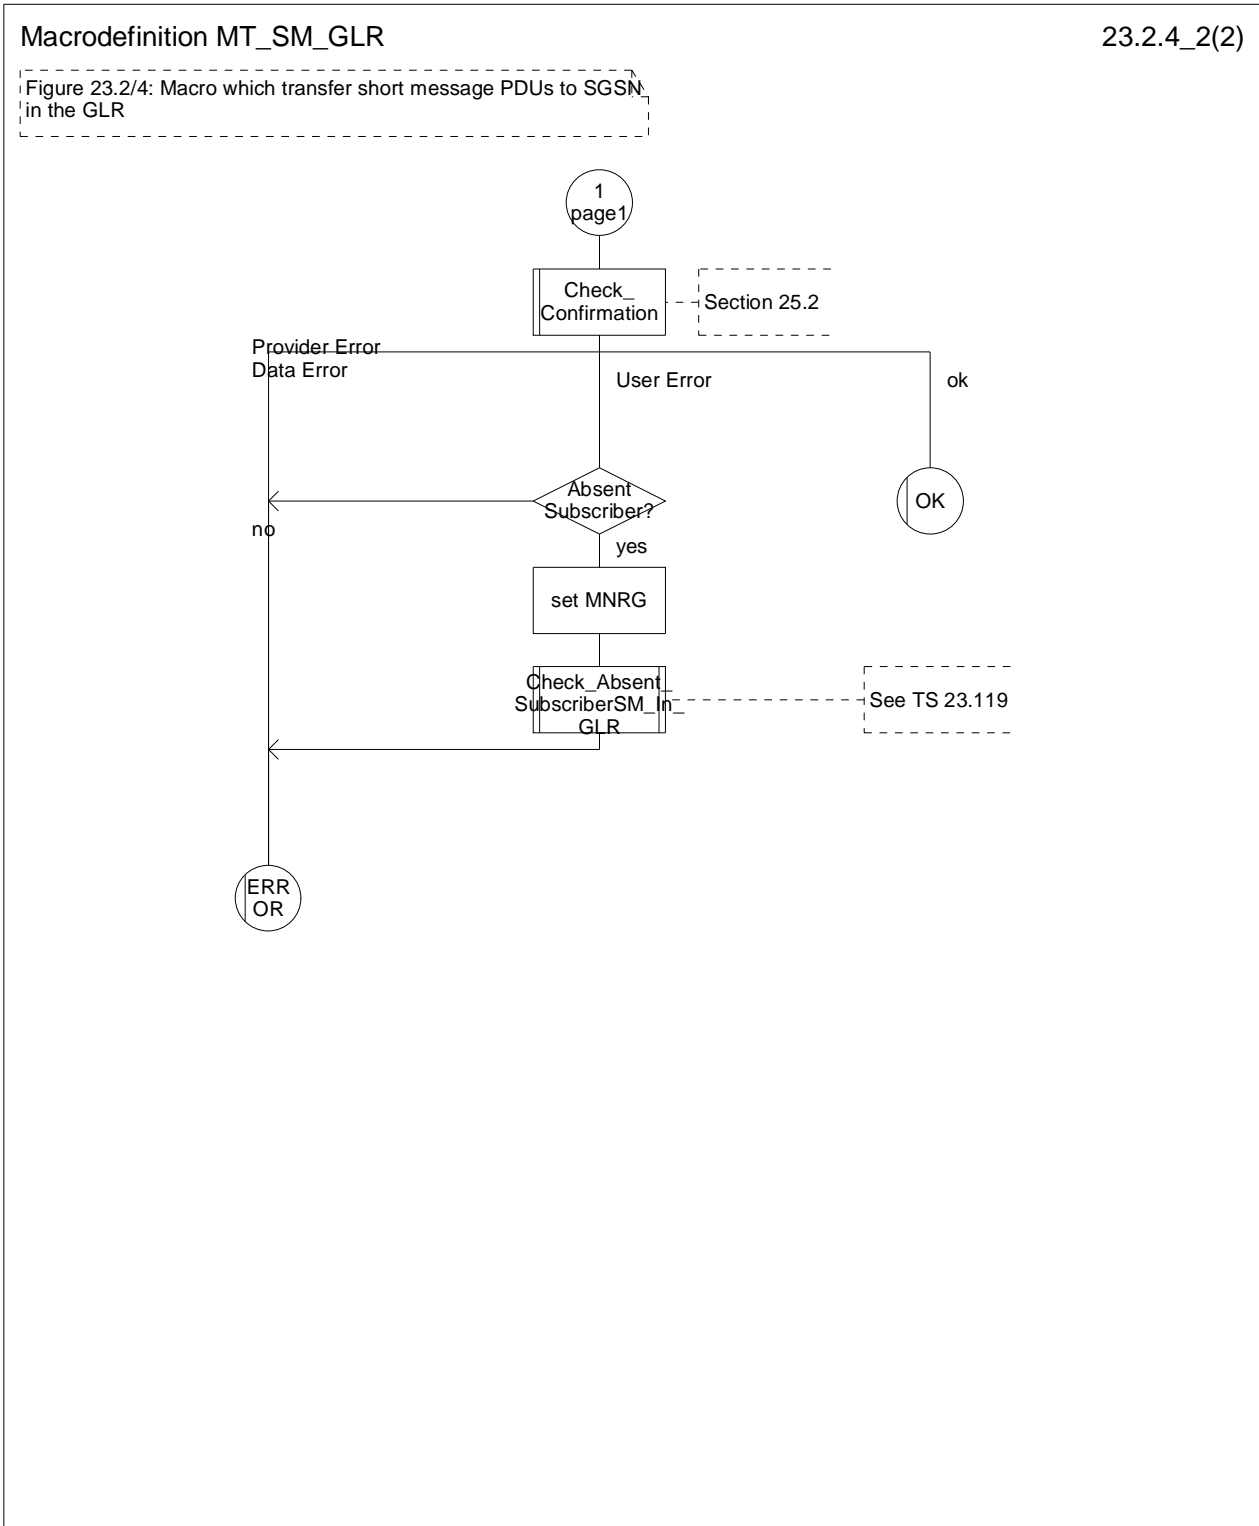 Macrodefinition MT_SM_GLR
23.2.4_2(2)
Figure 23.2/4: Macro which transfer short message PDUs to SGSN
in the GLR
1
page1
Check_
Confirmation
Section 25.2
Provider Error
Data Error
User Error
ok
Absent
Subscriber?
OK
no
yes
set MNRG
Check_Absent_
SubscriberSM_In_
GLR
See TS 23.119
ERR
OR